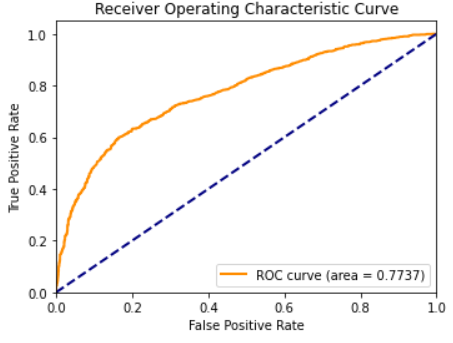 Receiver Operating Characteristic Curve
True Positive Rate
1.0
0.8
0.6
0.4
0.2
0.0
ROC curve (area = 0.7737)
0.0 0.2 0.4 0.6 0.8 1.0
False Positive Rate